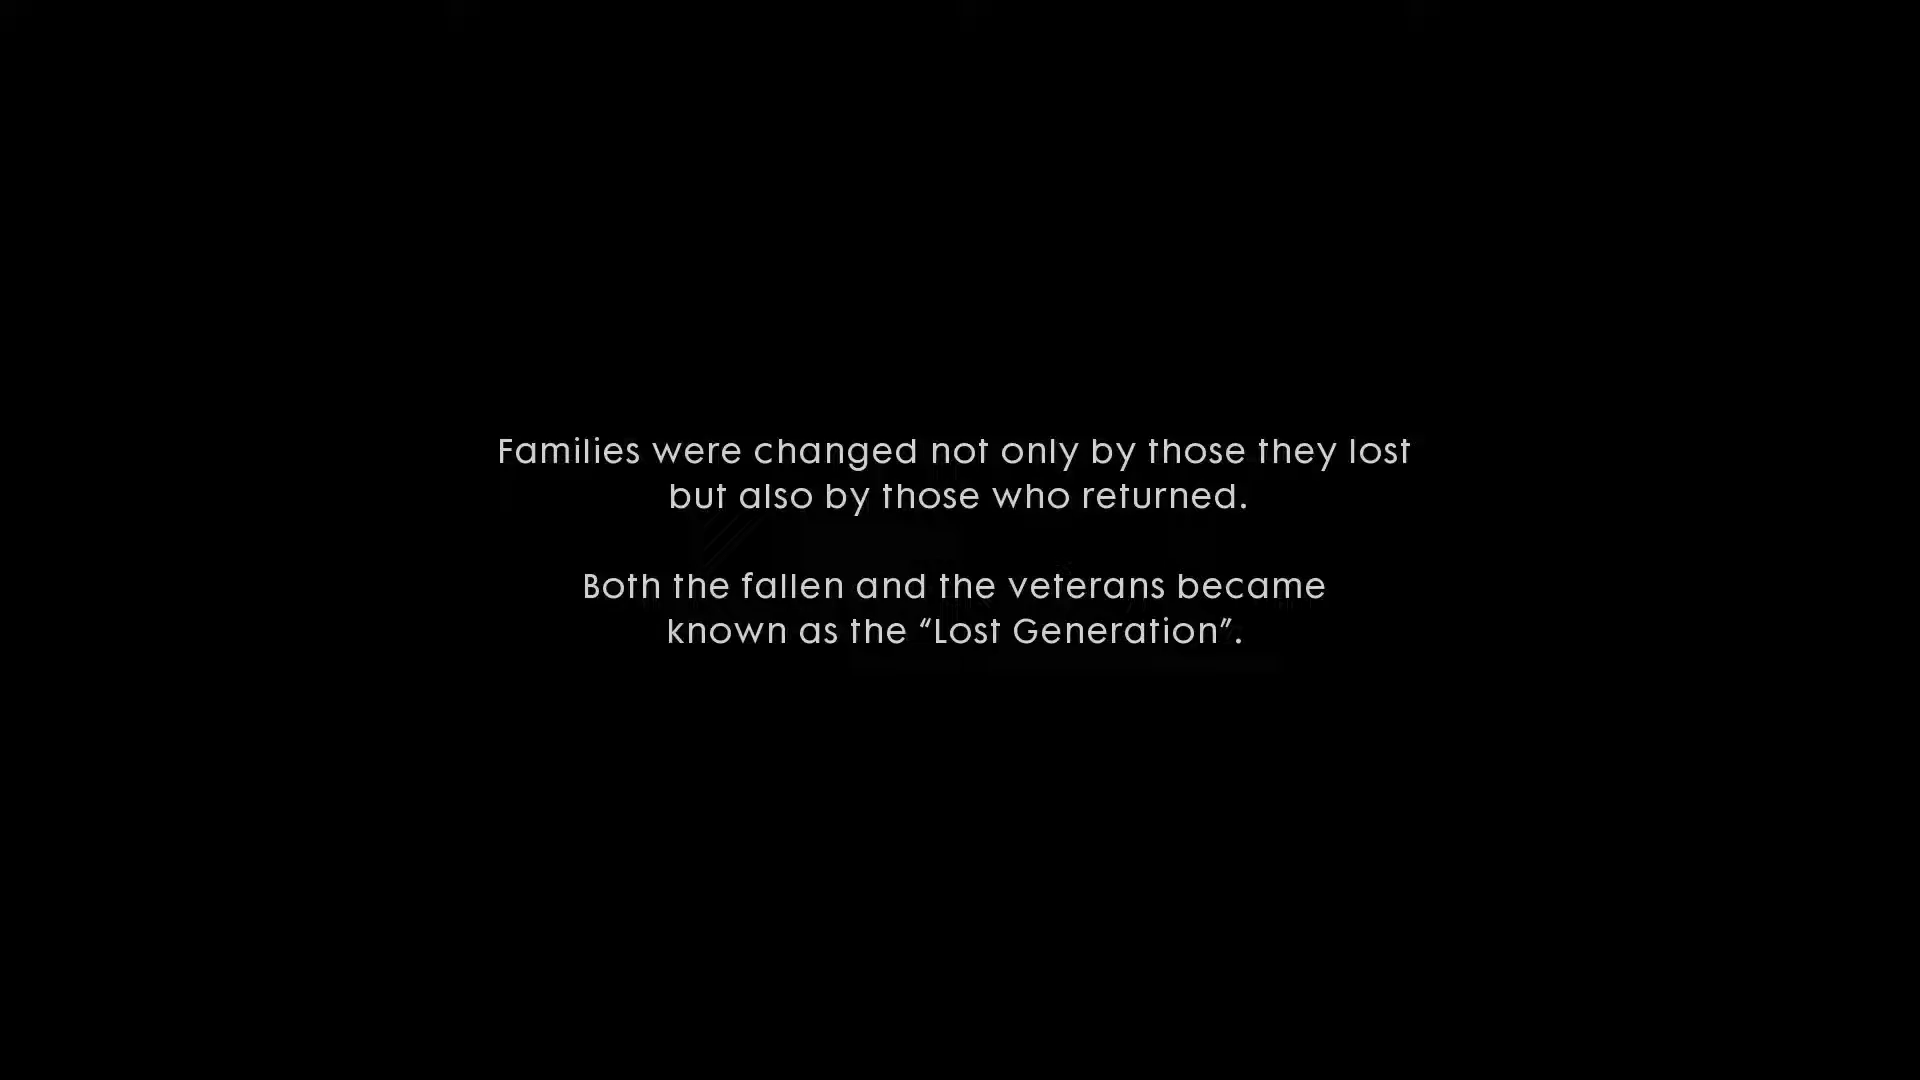 Families were changed not only by those they lost
but also by those who returned.
Both the fallen and the veterans became
known as the “Lost Generation”.